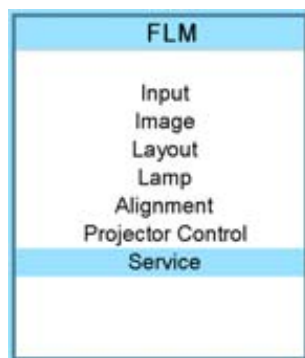 FLM
Input
Image
Layout
Lamp
Alignment
Projector Control
Service